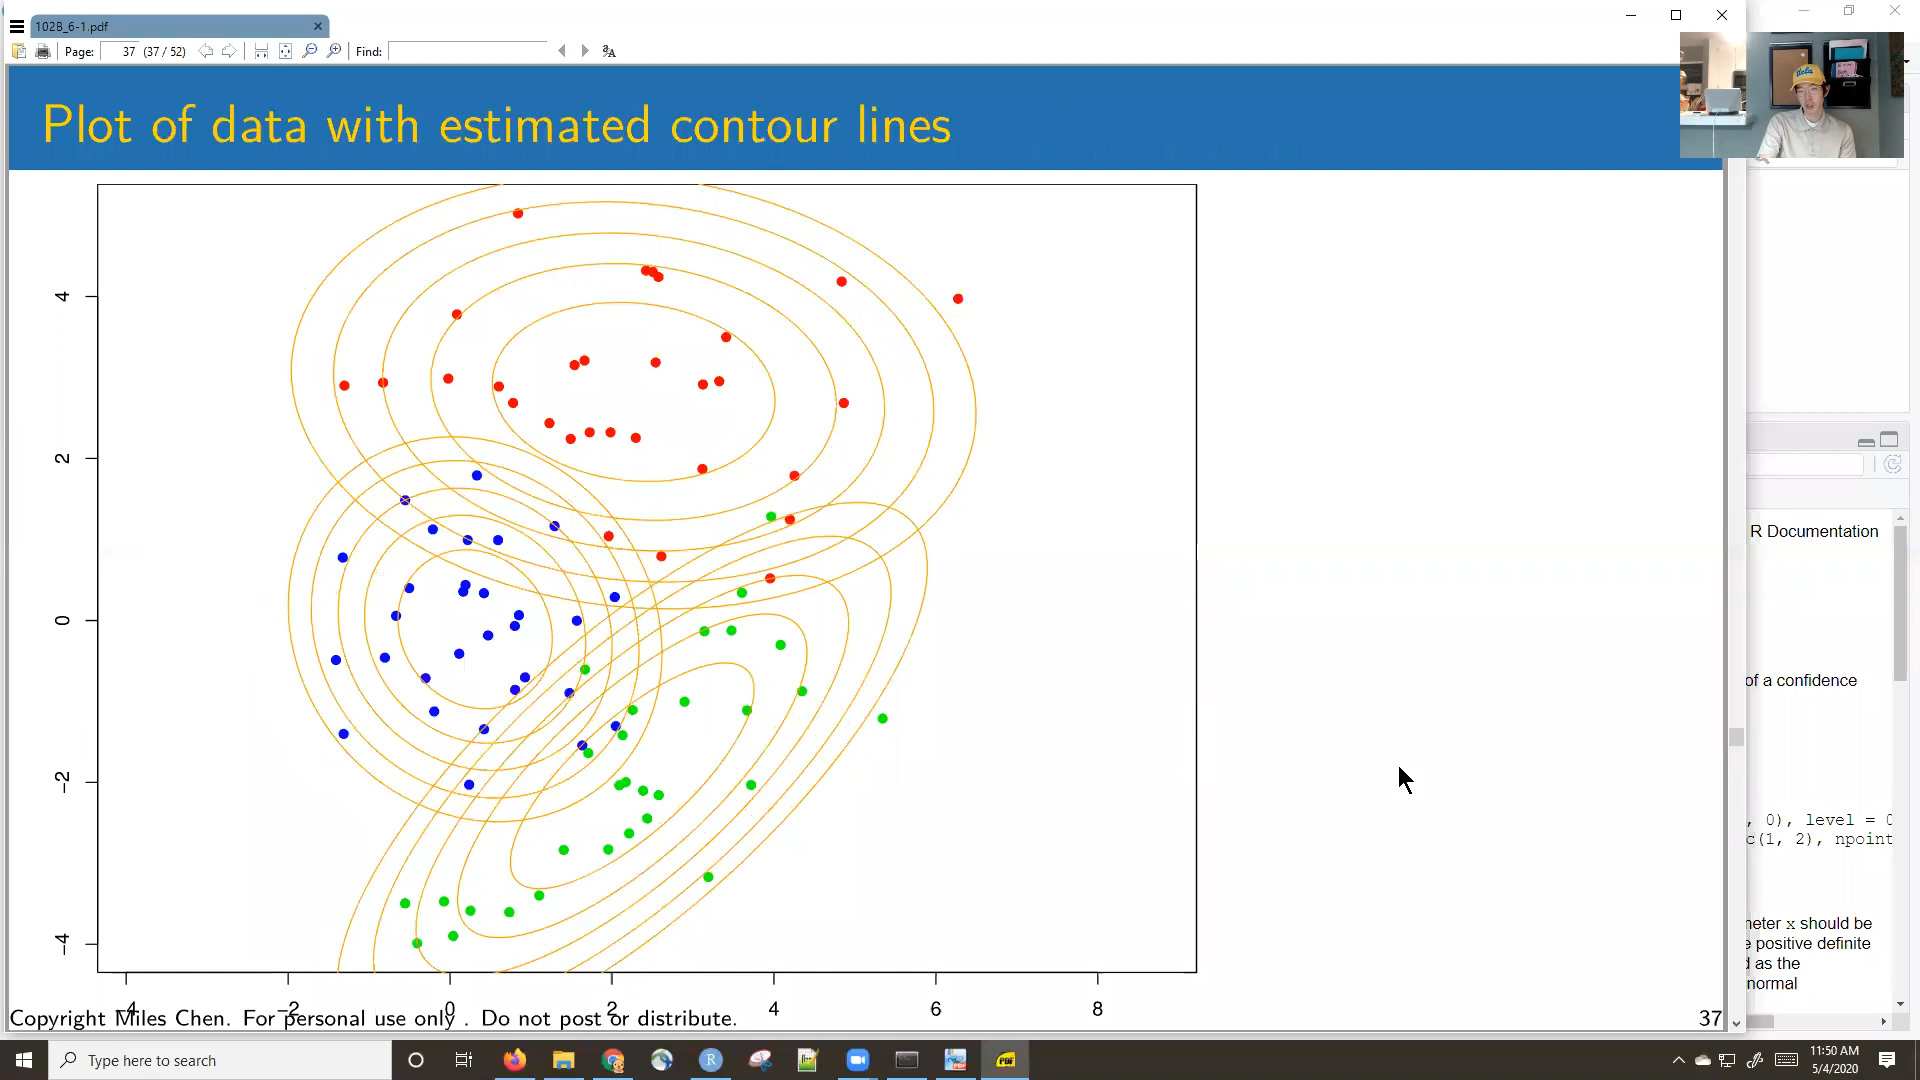 102B_6-1.pdf
Page: 37 (37 / 52) Find:
Plot of data with estimated contour lines
4
2
0
−2
−4
−4 −2 0 2 4 6 8
Copyright Miles Chen. For personal use only . Do not post or distribute.
37
R Documentation
of a confidence
, 0), level = 0
c(1, 2), npoint
meter x should be
e positive definite
d as the
normal
Type here to search
11:50 AM
5/4/2020